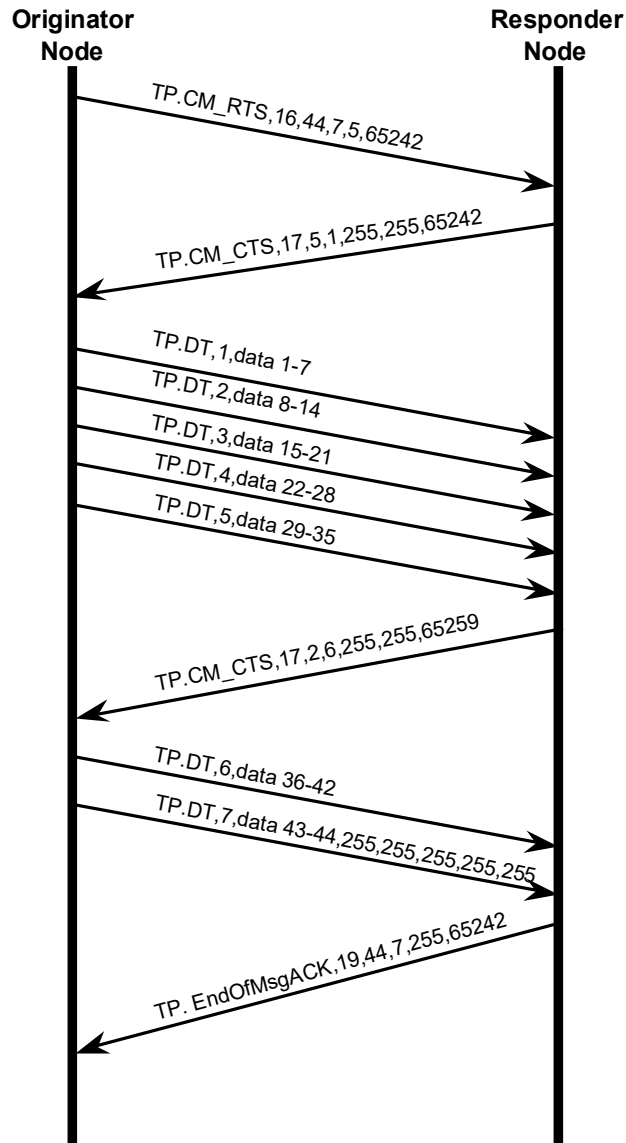 Originator
Node
Responder
Node
TP.CM_RTS,16,44,7,5,65242
TP.CM_CTS,17,5,1,255,255,65242
TP.DT,1,data 1-7
TP.DT,2,data 8-14
TP.DT,3,data 15-21
TP.DT,4,data 22-28
TP.DT,5,data 29-35
TP.CM_CTS,17,2,6,255,255,65259
TP.DT,6,data 36-42
TP.DT,7,data 43-44,255,255,255,255,255
TP. EndOfMsgACK,19,44,7,255,65242